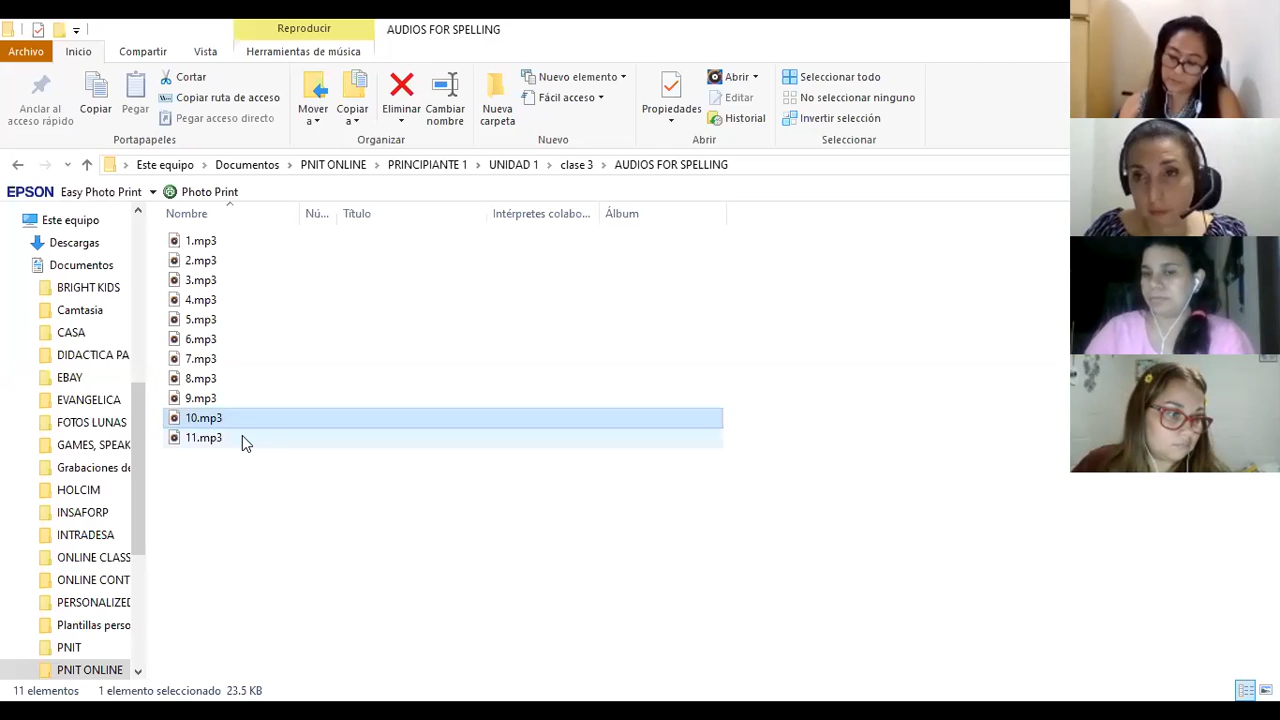 Reproducir
AUDIOS FOR SPELLING
Archivo
Inicio
Compartir
Vista
Herramientas de música
Anclar al acceso rápido
Copiar
Pegar
Cortar
Copiar ruta de acceso
Pegar acceso directo
Portapapeles
Mover a
Copiar a
Eliminar
Cambiar nombre
Organizar
Nueva carpeta
Nuevo elemento
Fácil acceso
Nuevo
Propiedades
Abrir
Editar
Historial
Abrir
Seleccionar todo
No seleccionar ninguno
Invertir selección
Seleccionar
Este equipo > Documentos > PNIT ONLINE > PRINCIPIANTE 1 > UNIDAD 1 > clase 3 > AUDIOS FOR SPELLING
EPSON Easy Photo Print Photo Print
Nombre Nú... Título Intérpretes colabo... Álbum
Este equipo
Descargas
Documentos
BRIGHT KIDS
Camtasia
CASA
DIDACTICA PA
EBAY
EVANGELICA
FOTOS LUNAS
GAMES, SPEAK
Grabaciones de
HOLCIM
INSAFORP
INTRADESA
ONLINE CLASS
ONLINE CONT
PERSONALIZED
Plantillas perso
PNIT
PNIT ONLINE
1.mp3
2.mp3
3.mp3
4.mp3
5.mp3
6.mp3
7.mp3
8.mp3
9.mp3
10.mp3
11.mp3
11 elementos 1 elemento seleccionado 23.5 KB